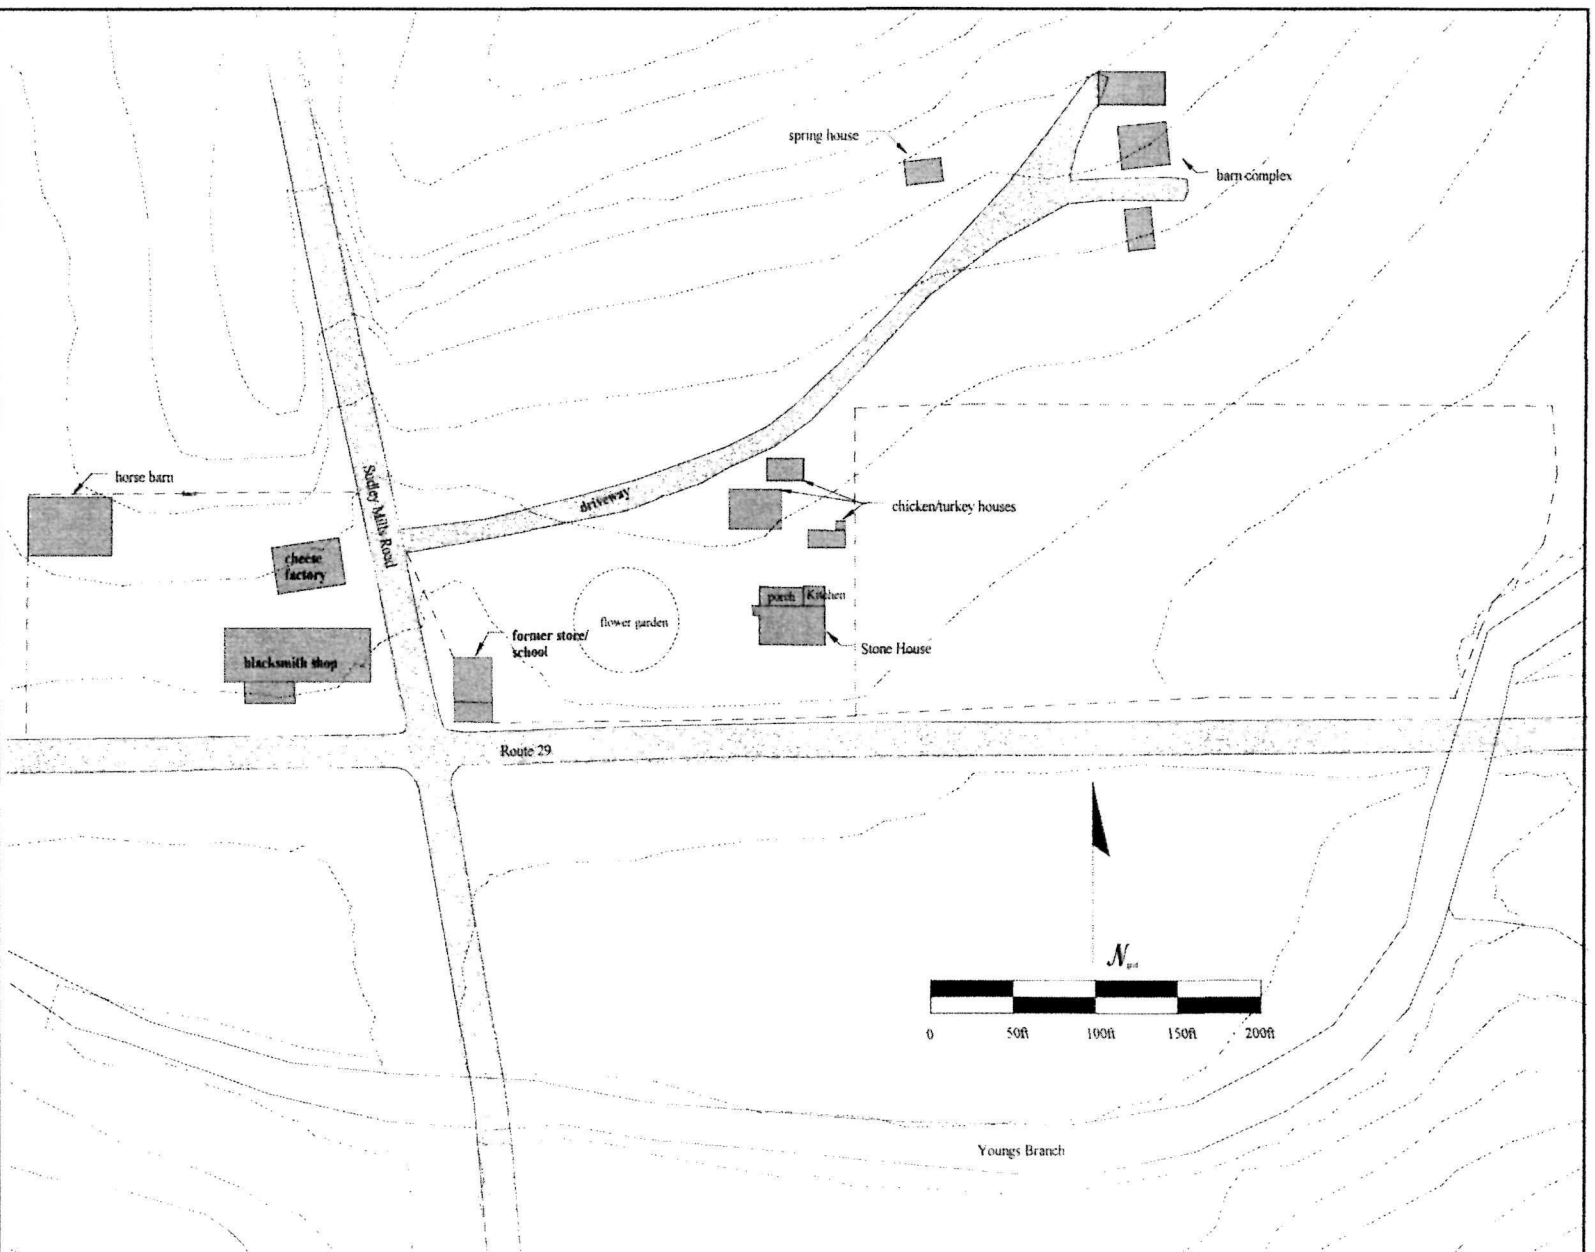 spring house
barn complex
horse barn
Sudley Mills Road
driveway
chicken/turkey houses
cheese
factory
porch
Kitchen
flower garden
former store/
school
Stone House
blacksmith shop
Route 29
N
0
50ft
100ft
150ft
200ft
Youngs Branch